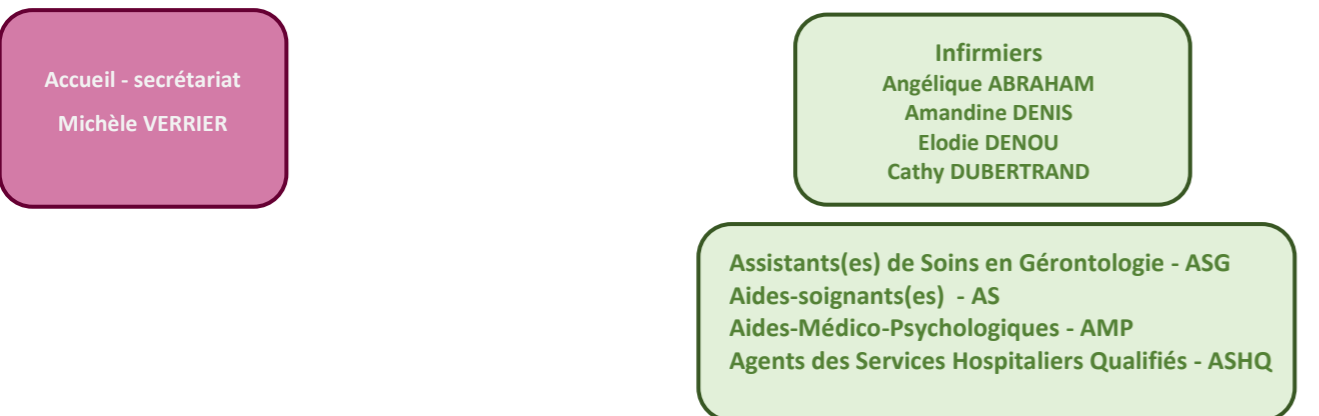 Accueil - secrétariat
Michèle VERRIER
Infirmiers
Angélique ABRAHAM
Amandine DENIS
Elodie DENOU
Cathy DUBERTRAND
Assistants(es) de Soins en Gérontologie - ASG
Aides-soignants(es) - AS
Aides-Médico-Psychologiques - AMP
Agents des Services Hospitaliers Qualifiés - ASHQ